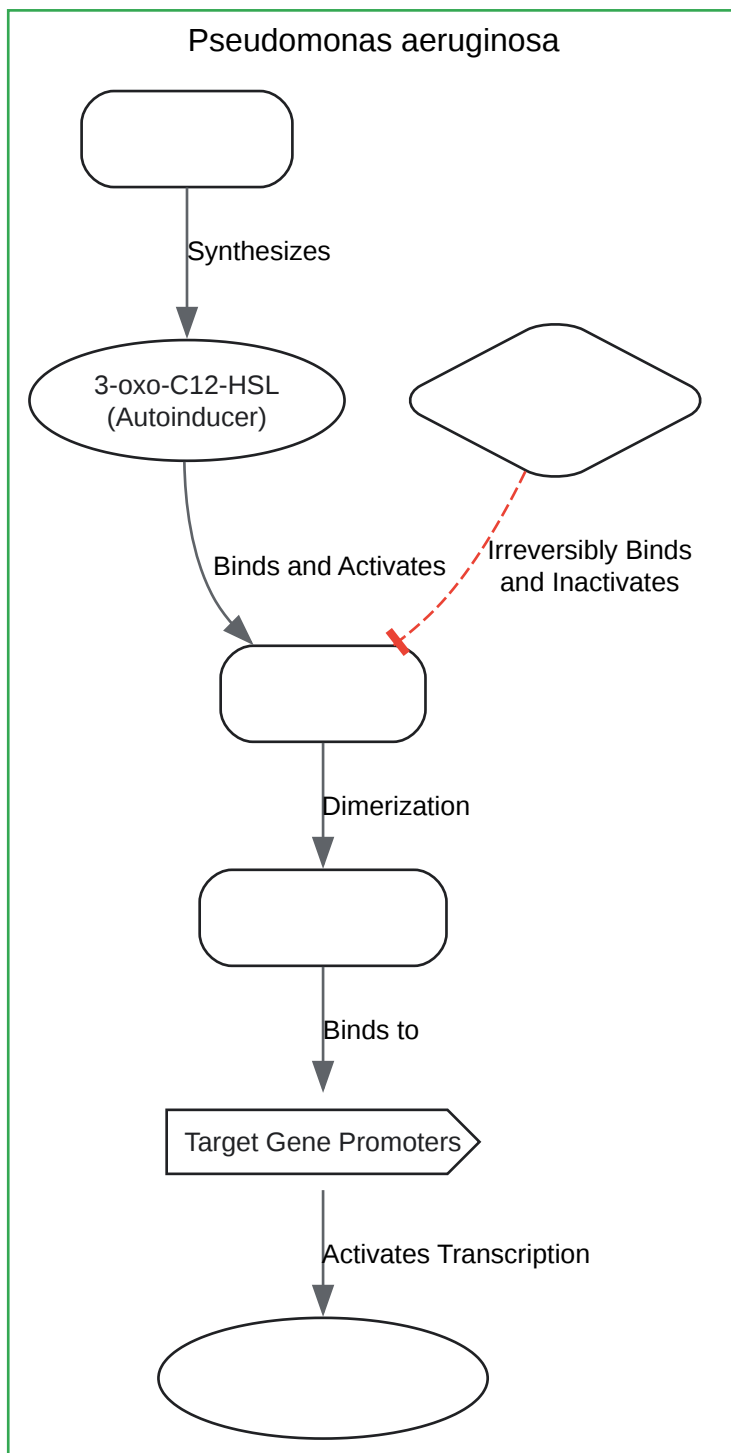 Pseudomonas aeruginosa
Synthesizes
3-oxo-C12-HSL
(Autoinducer)
Binds and Activates
Irreversibly Binds
and Inactivates
Dimerization
Binds to
Target Gene Promoters
Activates Transcription